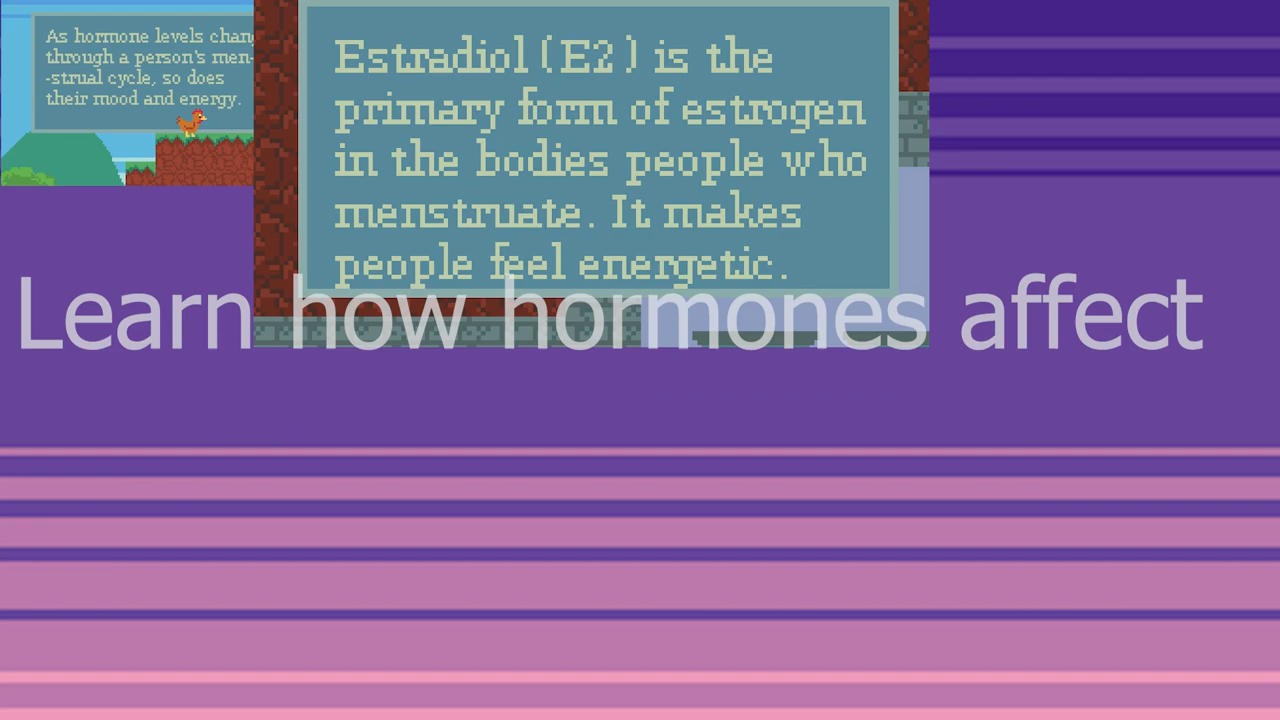 As hormone levels chan
through a person's men-
-strual cycle, so does
their mood and energy.
Estradiol (E2) is the
primary form of estrogen
in the bodies people who
menstruate. It makes
people feel energetic.
Learn how hormones affect